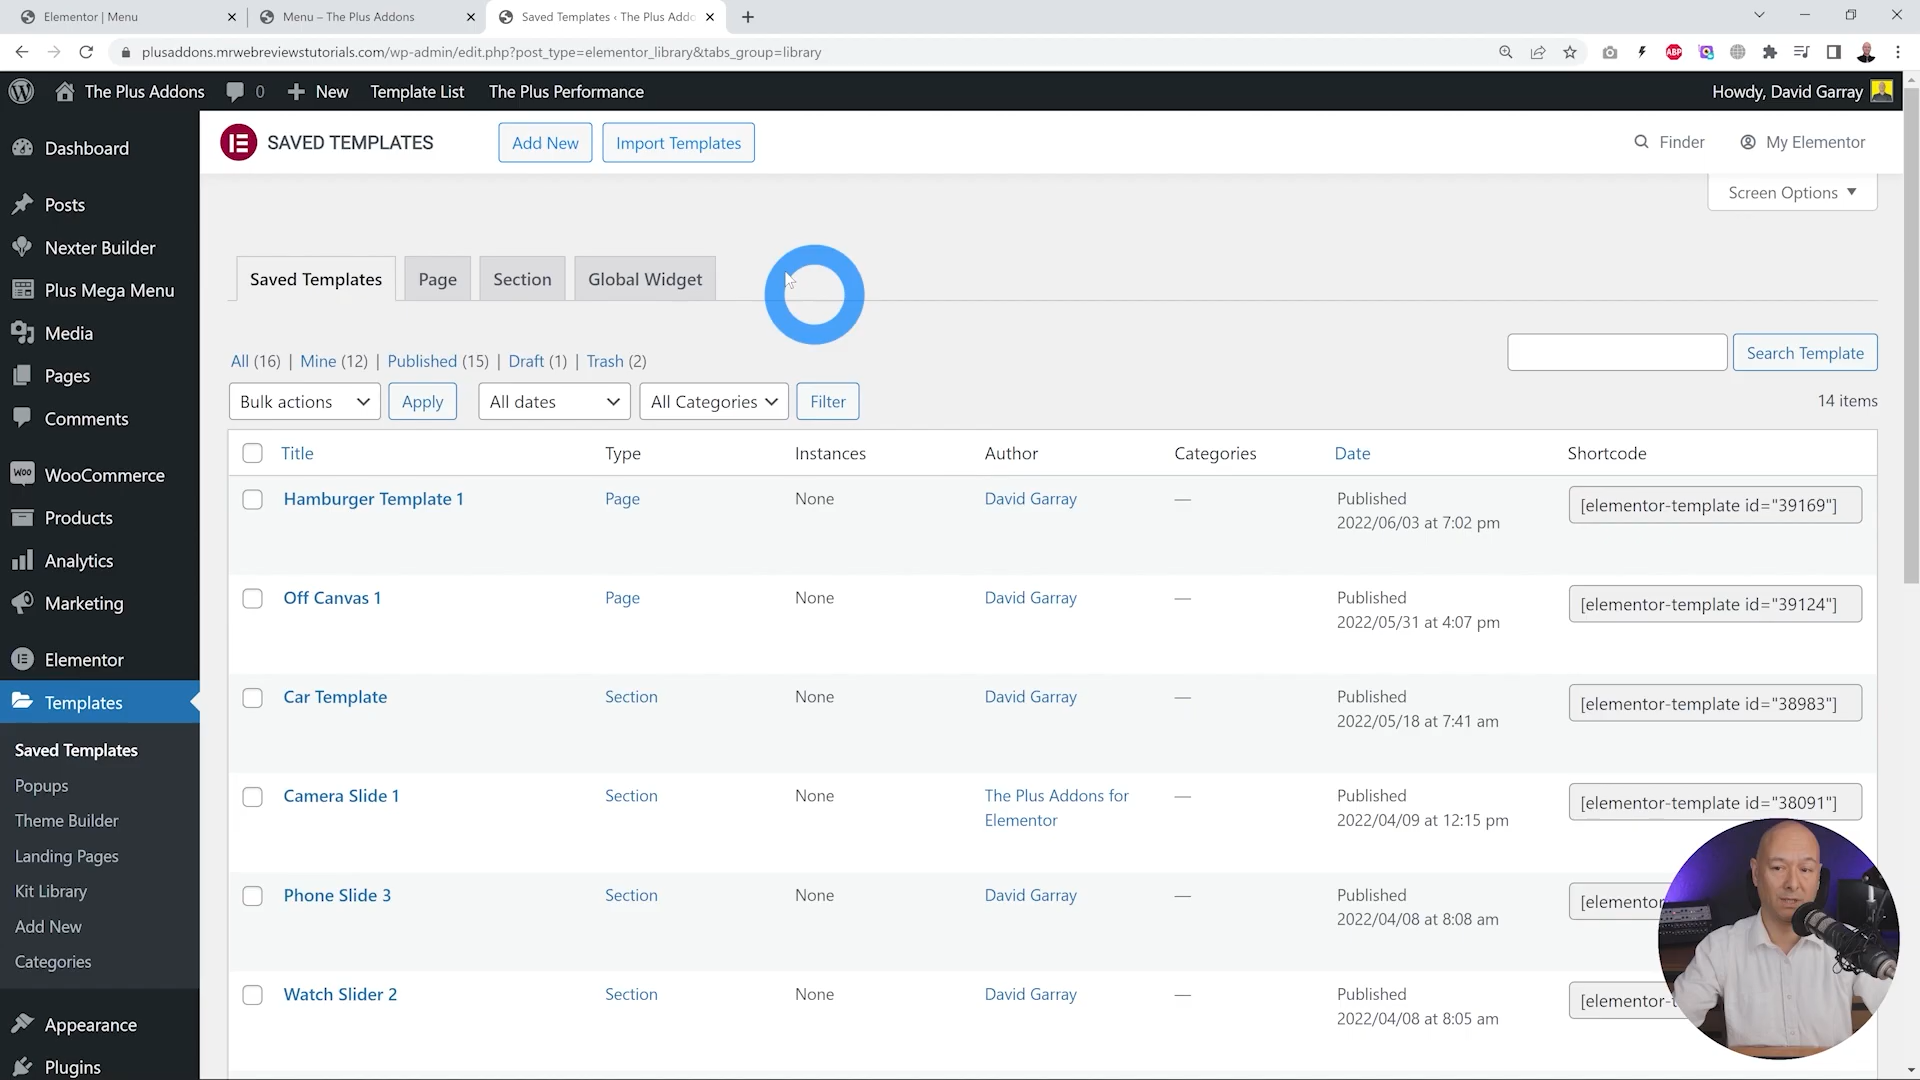 Elementor | Menu
Menu – The Plus Addons
Saved Templates ‹ The Plus Addo
plusaddons.mrwebreviewstutorials.com/wp-admin/edit.php?post_type=elementor_library&tabs_group=library
ABP
The Plus Addons
0
New
Template List
The Plus Performance
Howdy, David Garray
SAVED TEMPLATES
Add New
Import Templates
Finder
My Elementor
Screen Options
Dashboard
Posts
Nexter Builder
Plus Mega Menu
Media
Pages
Comments
Woo WooCommerce
Products
Analytics
Marketing
Elementor
Templates
Saved Templates
Popups
Theme Builder
Landing Pages
Kit Library
Add New
Categories
Appearance
Plugins
Saved Templates
Page
Section
Global Widget
All (16) | Mine (12) | Published (15) | Draft (1) | Trash (2)
Search Template
Bulk actions
Apply
All dates
All Categories
Filter
14 items
Title Type Instances Author Categories Date Shortcode
Hamburger Template 1 Page None David Garray — Published [elementor-template id="39169"]
2022/06/03 at 7:02 pm
Off Canvas 1 Page None David Garray — Published [elementor-template id="39124"]
2022/05/31 at 4:07 pm
Car Template Section None David Garray — Published [elementor-template id="38983"]
2022/05/18 at 7:41 am
Camera Slide 1 Section None The Plus Addons for — Published [elementor-template id="38091"]
Elementor 2022/04/09 at 12:15 pm
Phone Slide 3 Section None David Garray — Published [elementor
2022/04/08 at 8:08 am
Watch Slider 2 Section None David Garray — Published [elementor-t
2022/04/08 at 8:05 am